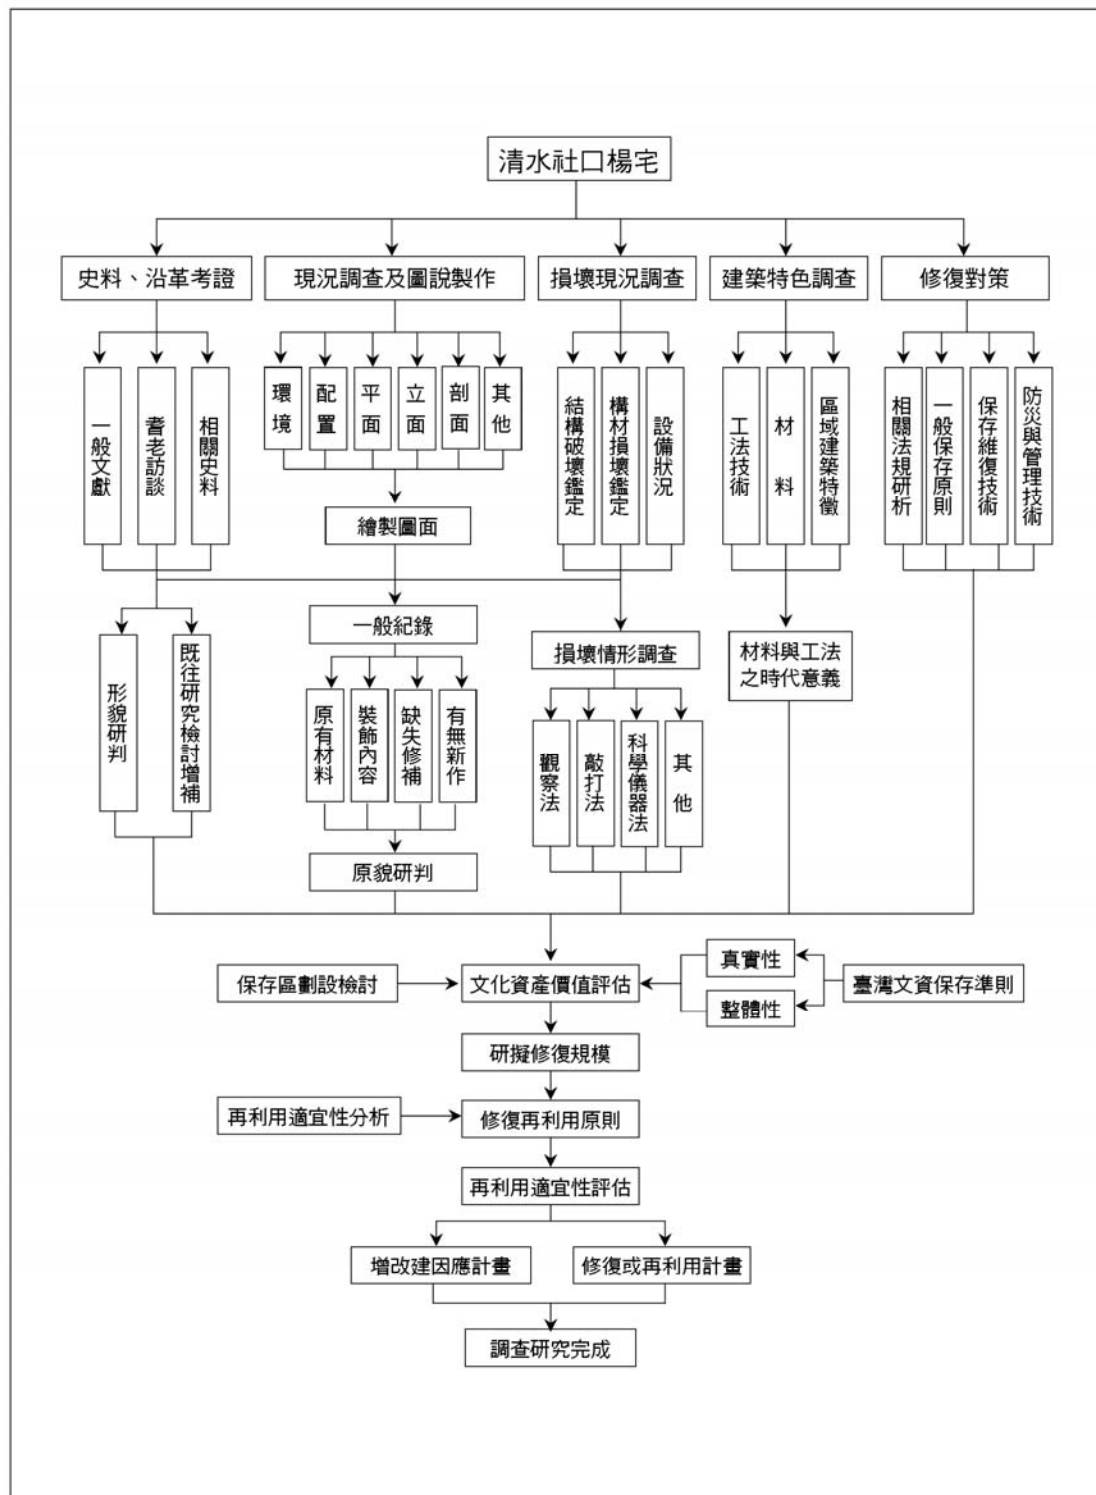 清水社口楊宅
史料、沿革考證
現況調查及圖說製作
損壞現況調查
建築特色調查
修復對策
一般文獻
耆老訪談
相關史料
環境
配置
平面
立面
剖面
其他
結構破壞鑑定
構材損壞鑑定
設備狀況
工法技術
材料
區域建築特徵
相關法規研析
一般保存原則
保存維復技術
防災與管理技術
繪製圖面
形貌研判
既往研究檢討增補
一般紀錄
原有材料
裝飾內容
缺失修補
有無新作
原貌研判
損壞情形調查
觀察法
敲打法
科學儀器法
其他
材料與工法
之時代意義
保存區劃設檢討
文化資產價值評估
真實性
整體性
臺灣文資保存準則
研擬修復規模
再利用適宜性分析
修復再利用原則
再利用適宜性評估
增改建因應計畫
修復或再利用計畫
調查研究完成